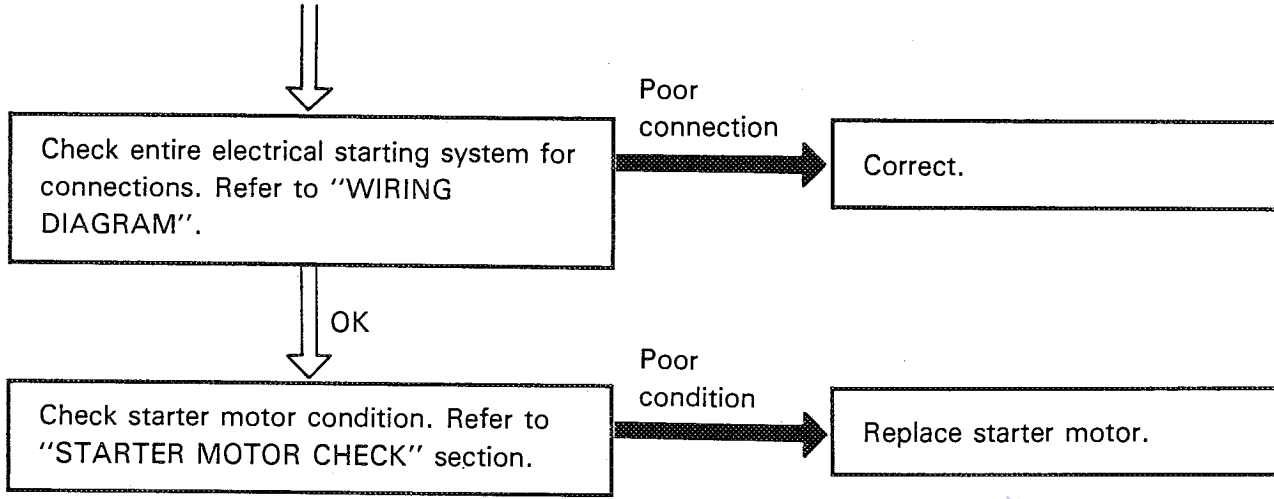 Poor
connection
Check entire electrical starting system for
connections. Refer to ‘‘WIRING
DIAGRAM’’.
Correct.
OK
Poor
condition
Check starter motor condition. Refer to
‘‘STARTER MOTOR CHECK’’ section.
Replace starter motor.